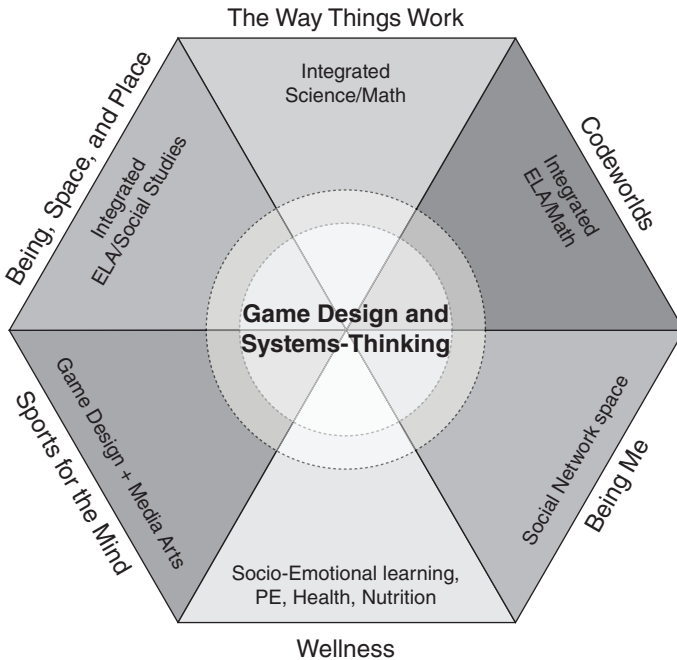 The Way Things Work
Integrated
Science/Math
Being, Space, and Place
Integrated
ELA/Social Studies
Codeworlds
Integrated
ELA/Math
Game Design and
Systems-Thinking
Sports for the Mind
Game Design + Media Arts
Social Network space
Being Me
Socio-Emotional learning,
PE, Health, Nutrition
Wellness